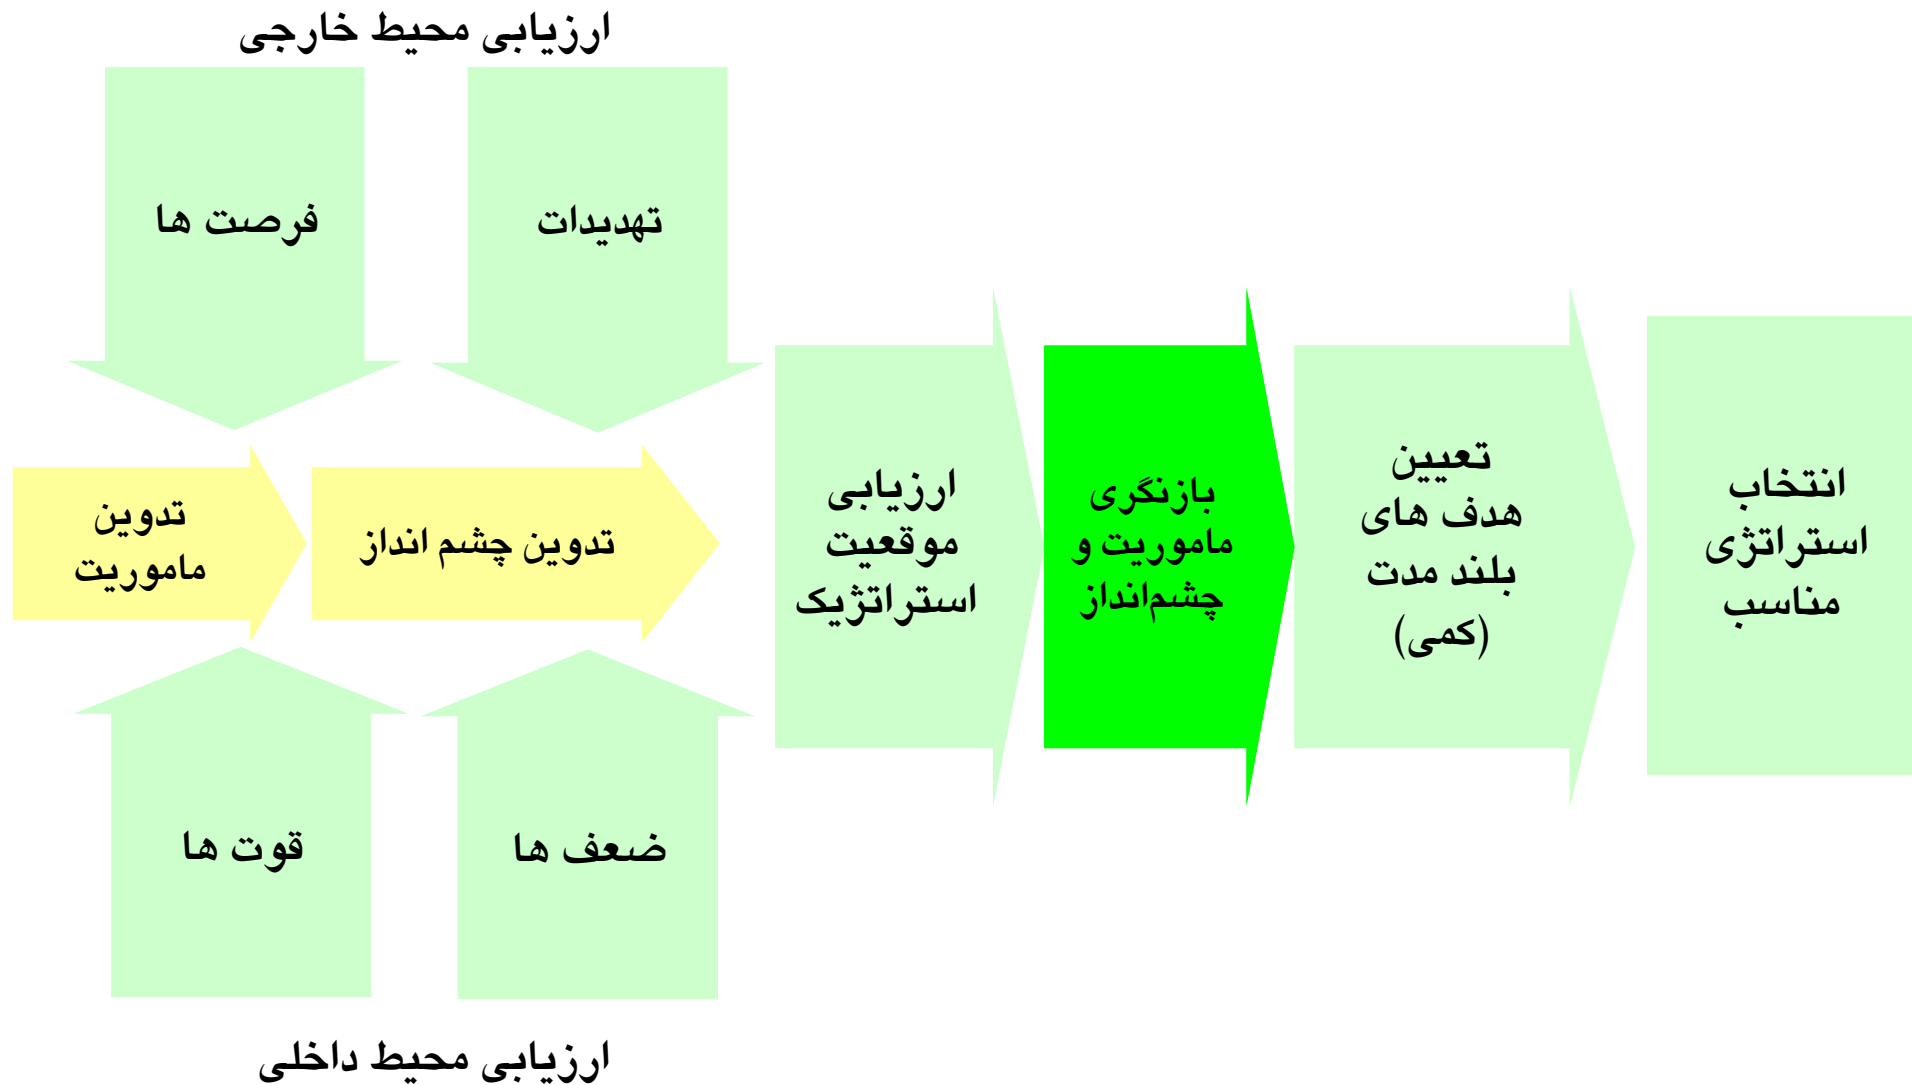 ارزیابی محیط خارجی
فرصت ها
تهدیدات
تدوین
ماموریت
تدوین چشم انداز
ارزیابی
موقعیت
استراتژیک
بازنگری
ماموریت و
چشم‌انداز
تعیین
هدف های
بلند مدت
(کمی)
انتخاب
استراتژی
مناسب
قوت ها
ضعف ها
ارزیابی محیط داخلی